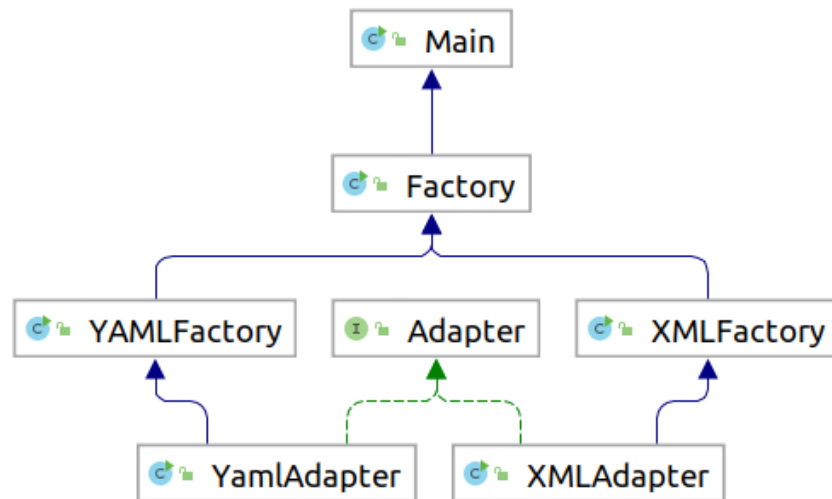 Main
Factory
YAMLFactory
Adapter
XMLFactory
YamlAdapter
XMLAdapter